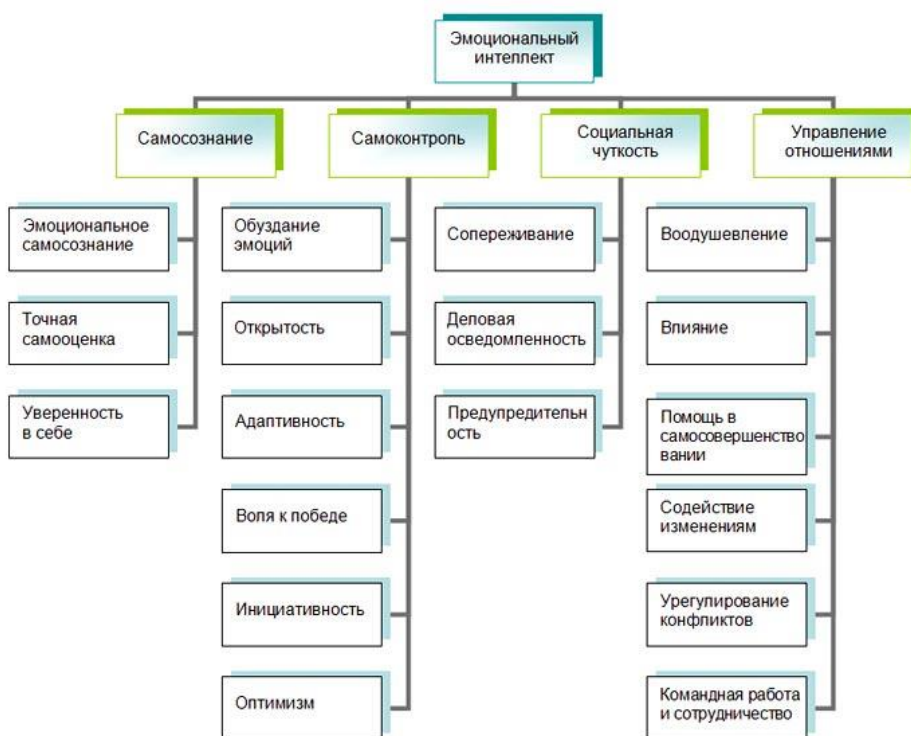 Эмоциональный
интеллект
Самосознание
Самоконтроль
Социальная
чуткость
Управление
отношениями
Эмоциональное
самосознание
Точная
самооценка
Уверенность
в себе
Обуздание
эмоций
Открытость
Адаптивность
Воля к победе
Инициативность
Оптимизм
Сопереживание
Деловая
осведомленность
Предупредительн
ость
Воодушевление
Влияние
Помощь в
самосовершенство
вании
Содействие
изменениям
Урегулирование
конфликтов
Командная работа
и сотрудничество